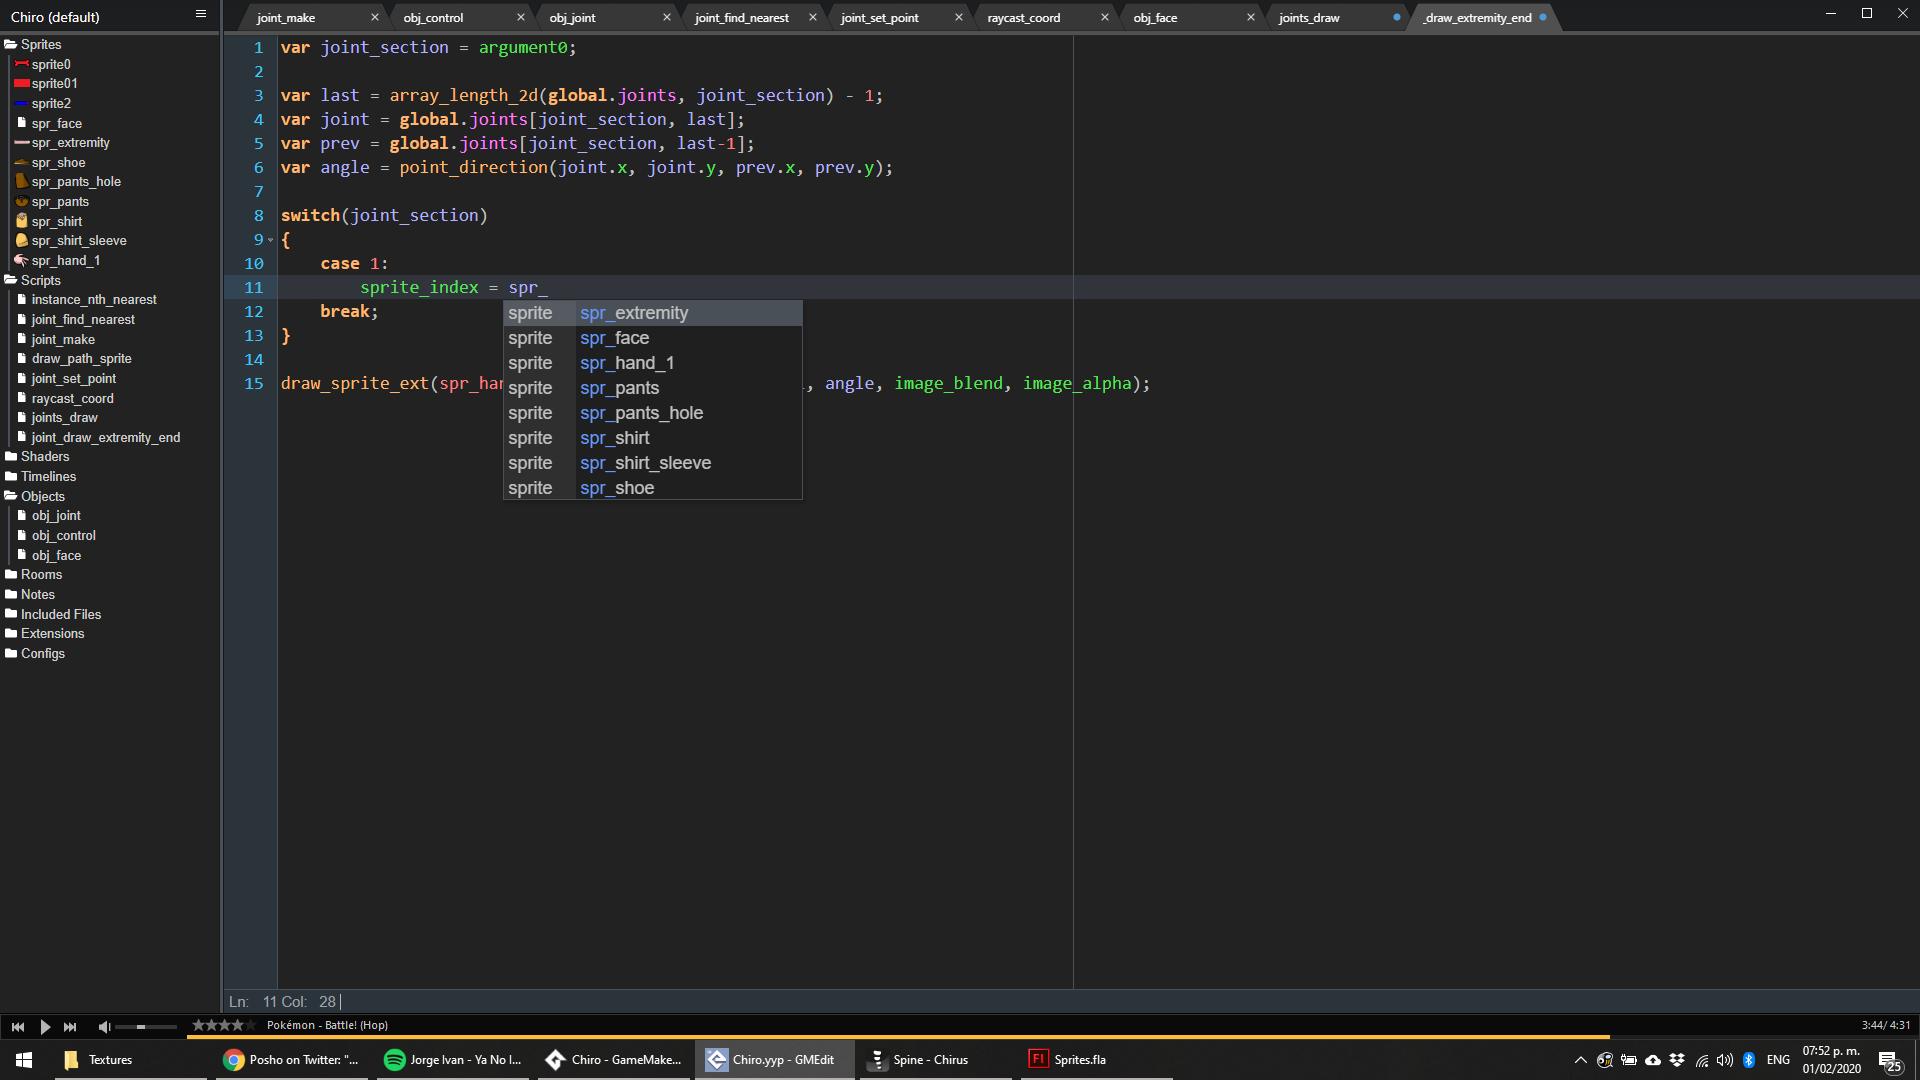 Chiro (default)
joint_make
obj_control
obj_joint
joint_find_nearest
joint_set_point
raycast_coord
obj_face
joints_draw
_draw_extremity_end
Sprites
sprite0
sprite01
sprite2
spr_face
spr_extremity
spr_shoe
spr_pants_hole
spr_pants
spr_shirt
spr_shirt_sleeve
spr_hand_1
Scripts
instance_nth_nearest
joint_find_nearest
joint_make
draw_path_sprite
joint_set_point
raycast_coord
joints_draw
joint_draw_extremity_end
Shaders
Timelines
Objects
obj_joint
obj_control
obj_face
Rooms
Notes
Included Files
Extensions
Configs
1 var joint_section = argument0;
2
3 var last = array_length_2d(global.joints, joint_section) - 1;
4 var joint = global.joints[joint_section, last];
5 var prev = global.joints[joint_section, last-1];
6 var angle = point_direction(joint.x, joint.y, prev.x, prev.y);
7
8 switch(joint_section)
9 {
10 case 1:
11 sprite_index = spr_
12 break;
13 }
14
15 draw_sprite_ext(spr_har , angle, image_blend, image_alpha);
sprite spr_extremity
sprite spr_face
sprite spr_hand_1
sprite spr_pants
sprite spr_pants_hole
sprite spr_shirt
sprite spr_shirt_sleeve
sprite spr_shoe
Ln: 11 Col: 28
Pokémon - Battle! (Hop)
3:44/ 4:31
Textures
Posho on Twitter: "...
Jorge Ivan - Ya No I...
Chiro - GameMake...
Chiro.yyp - GMEdit
Spine - Chirus
Fl
Sprites.fla
ENG
07:52 p. m.
01/02/2020
25